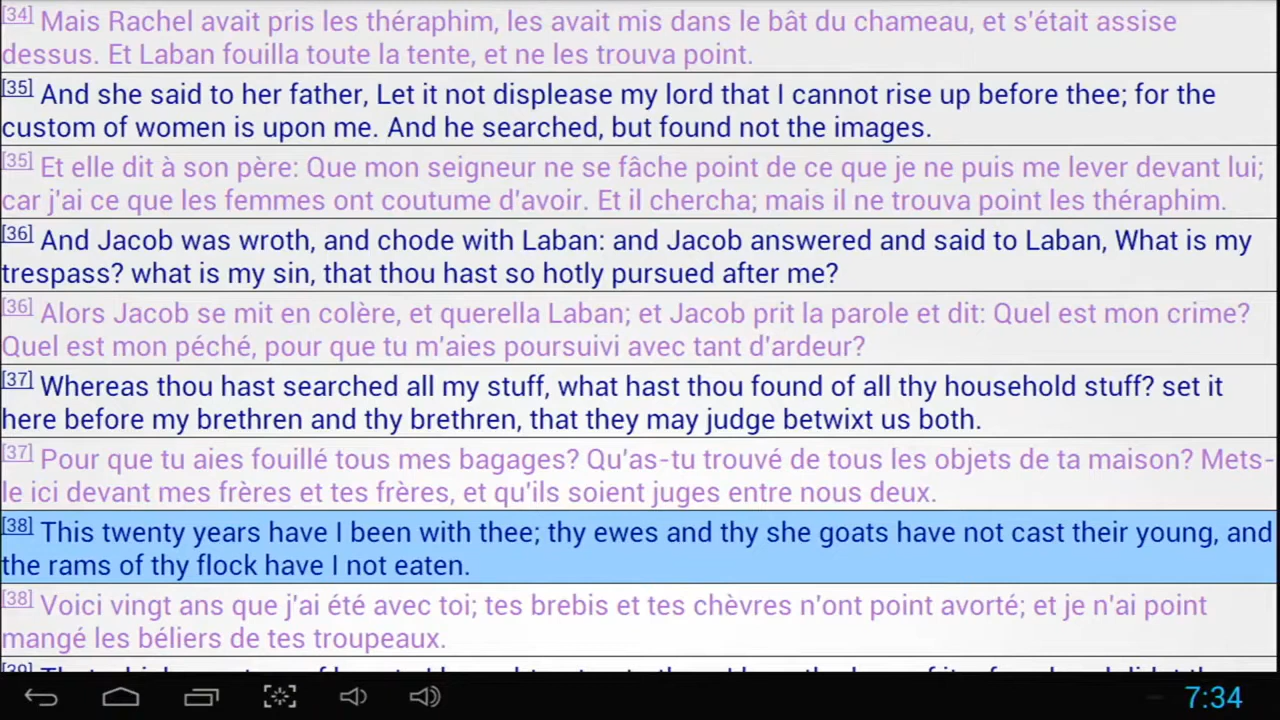 [34] Mais Rachel avait pris les théraphim, les avait mis dans le bât du chameau, et s'était assise
dessus. Et Laban fouilla toute la tente, et ne les trouva point.
[35] And she said to her father, Let it not displease my lord that I cannot rise up before thee; for the
custom of women is upon me. And he searched, but found not the images.
[35] Et elle dit à son père: Que mon seigneur ne se fâche point de ce que je ne puis me lever devant lui;
car j'ai ce que les femmes ont coutume d'avoir. Et il chercha; mais il ne trouva point les théraphim.
[36] And Jacob was wroth, and chode with Laban: and Jacob answered and said to Laban, What is my
trespass? what is my sin, that thou hast so hotly pursued after me?
[36] Alors Jacob se mit en colère, et querella Laban; et Jacob prit la parole et dit: Quel est mon crime?
Quel est mon péché, pour que tu m'aies poursuivi avec tant d'ardeur?
[37] Whereas thou hast searched all my stuff, what hast thou found of all thy household stuff? set it
here before my brethren and thy brethren, that they may judge betwixt us both.
[37] Pour que tu aies fouillé tous mes bagages? Qu'as-tu trouvé de tous les objets de ta maison? Mets-
le ici devant mes frères et tes frères, et qu'ils soient juges entre nous deux.
[38] This twenty years have I been with thee; thy ewes and thy she goats have not cast their young, and
the rams of thy flock have I not eaten.
[38] Voici vingt ans que j'ai été avec toi; tes brebis et tes chèvres n'ont point avorté; et je n'ai point
mangé les béliers de tes troupeaux.
7:34